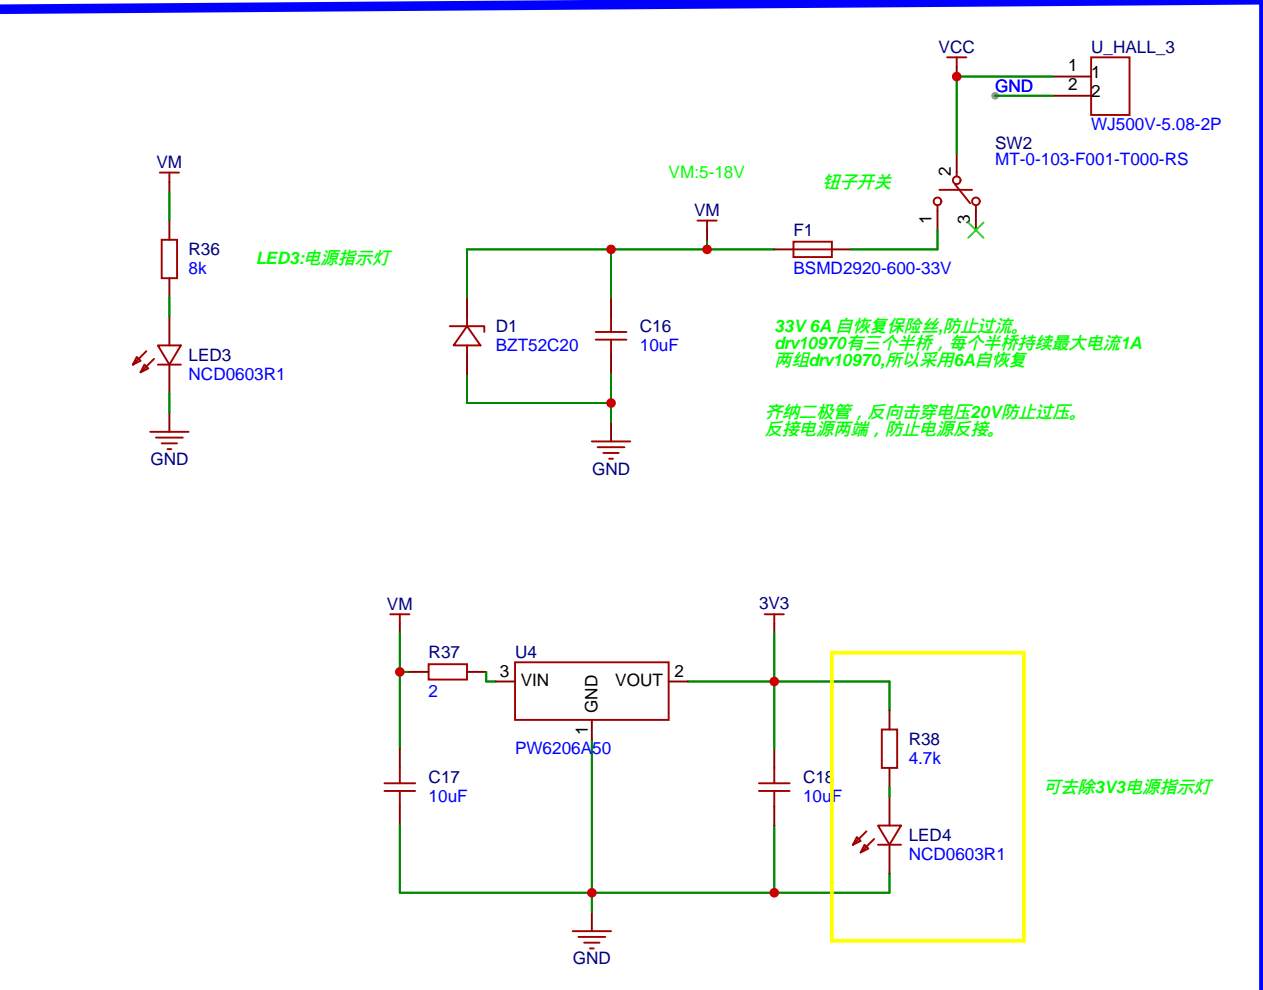 VCC
U_HALL_3
1
1
GND
2
2
WJ500V-5.08-2P
SW2
MT-0-103-F001-T000-RS
2
钮子开关
1
3
VM:5-18V
VM
F1
BSMD2920-600-33V
VM
R36
8k
LED3:电源指示灯
LED3
NCD0603R1
GND
D1
BZT52C20
C16
10uF
GND
33V 6A 自恢复保险丝,防止过流。
drv10970有三个半桥，每个半桥持续最大电流1A
两组drv10970,所以采用6A自恢复
齐纳二极管，反向击穿电压20V防止过压。
反接电源两端，防止电源反接。
VM
R37
2
U4
3
VIN
GND
VOUT
2
1
PW6206A50
3V3
C17
10uF
C18
10uF
R38
4.7k
LED4
NCD0603R1
可去除3V3电源指示灯
GND